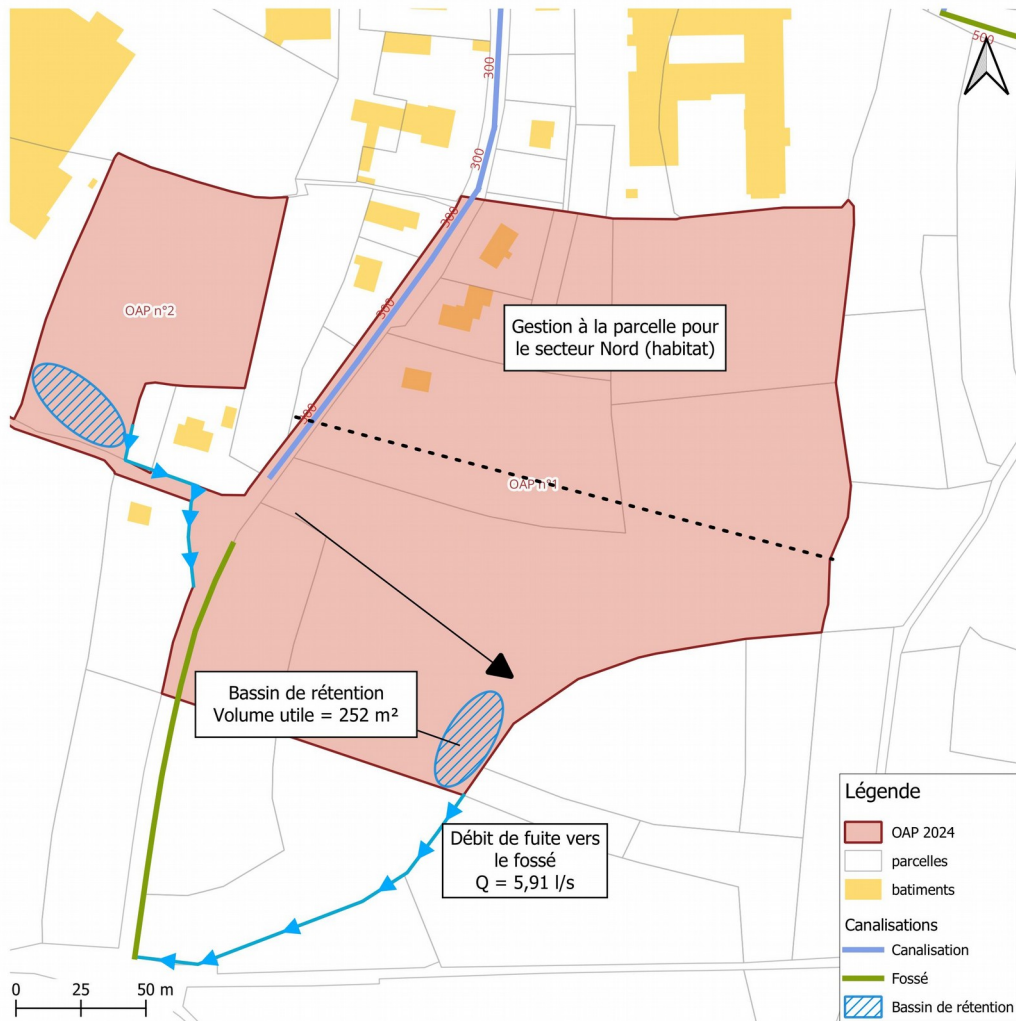 500
300
300
300
300
300
OAP n°2
Gestion à la parcelle pour
le secteur Nord (habitat)
OAP n°1
Bassin de rétention
Volume utile = 252 m²
Débit de fuite vers
le fossé
Q = 5,91 l/s
Légende
OAP 2024
parcelles
batiments
Canalisations
Canalisation
Fossé
Bassin de rétention
0 25 50 m